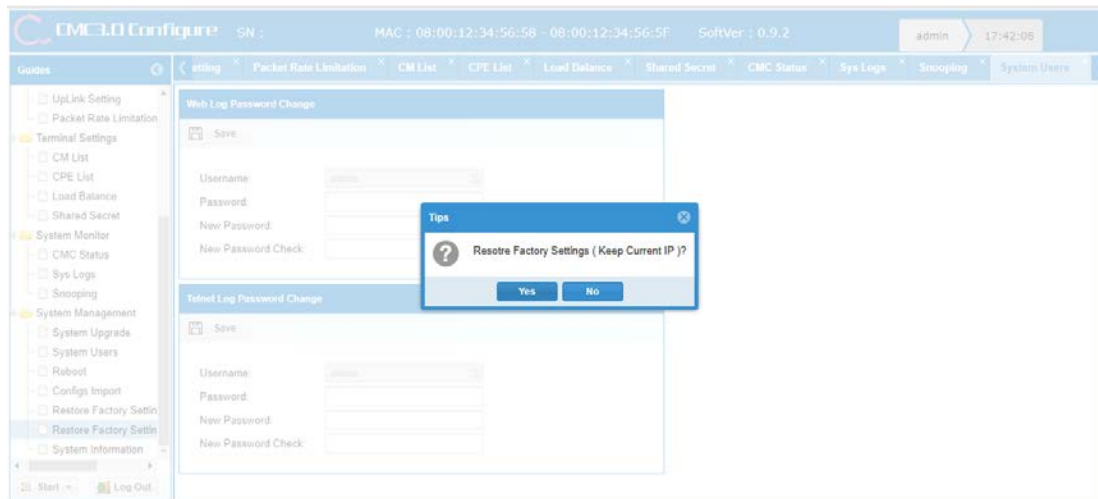 CMC3.0 Configure SN : MAC : 08:00:12:34:56:58 - 08:00:12:34:56:5F SoftVer : 0.9.2 admin 17:42:06
Guides
etting Packet Rate Limitation CM List CPE List Load Balance Shared Secret CMC Status Sys Logs Snooping System Users
UpLink Setting
Packet Rate Limitation
Terminal Settings
CM List
CPE List
Load Balance
Shared Secret
System Monitor
CMC Status
Sys Logs
Snooping
System Management
System Upgrade
System Users
Reboot
Configs Import
Restore Factory Settin
Restore Factory Settin
System Information
Start Log Out
Web Log Password Change
Save
Username:
Password:
New Password:
New Password Check:
Telnet Log Password Change
Save
Username:
Password:
New Password:
New Password Check:
Tips
Resotre Factory Settings ( Keep Current IP )?
Yes No